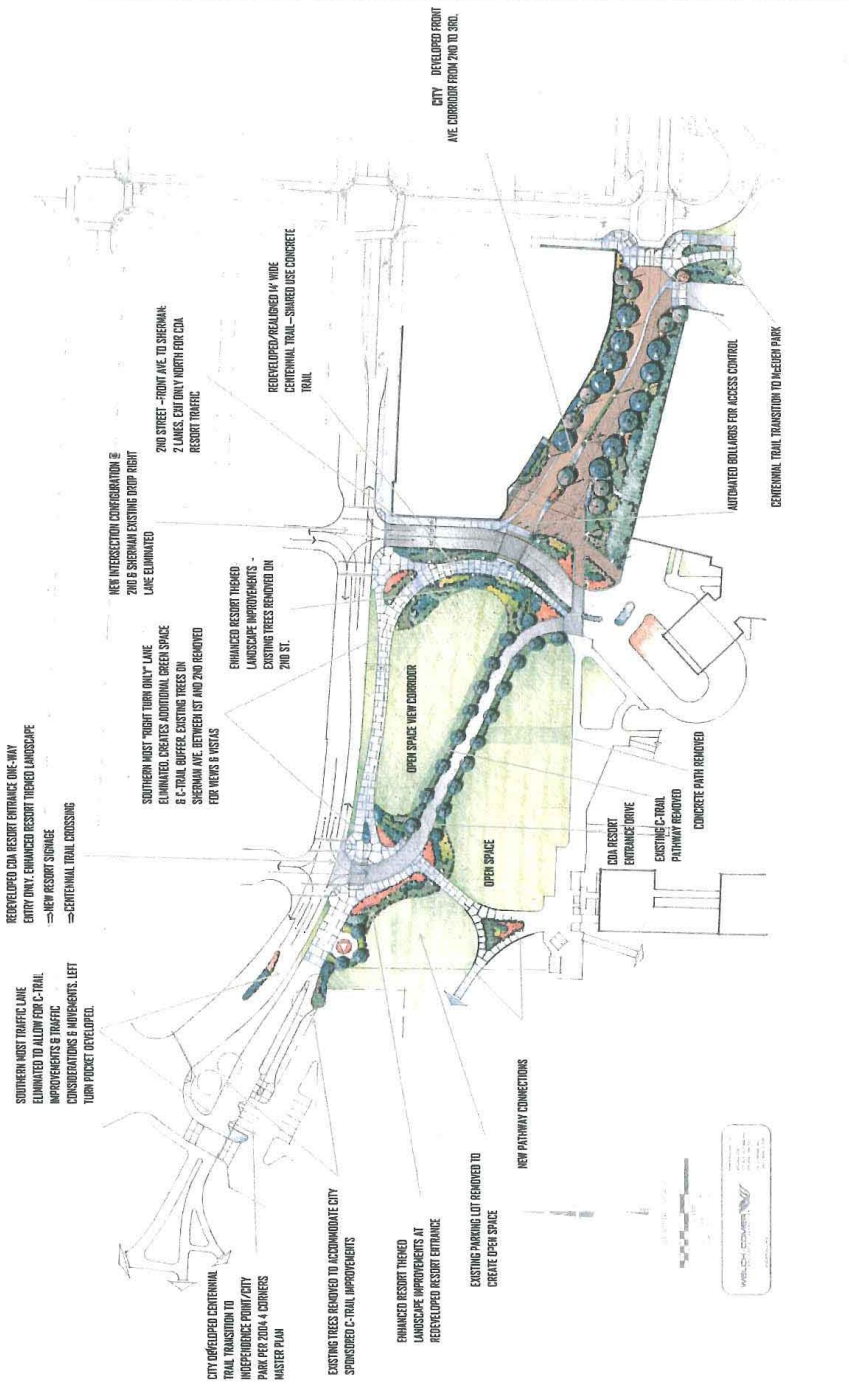 SOUTHERN MOST TRAFFIC LANE
ELIMINATED TO ALLOW FOR C-TRAIL
IMPROVEMENTS & TRAFFIC
CONSIDERATIONS & MOVEMENTS. LEFT
TURN POCKET DEVELOPED.
REDEVELOPED CDA RESORT ENTRANCE ONE-WAY
ENTRY ONLY, ENHANCED RESORT THEMED LANDSCAPE
⇒NEW RESORT SIGNAGE
⇒CENTENNIAL TRAIL CROSSING
SOUTHERN MOST "RIGHT TURN ONLY" LANE
ELIMINATED, CREATES ADDITIONAL GREEN SPACE
& C-TRAIL BUFFER. EXISTING TREES ON
SHERMAN AVE. BETWEEN 1ST AND 2ND REMOVED
FOR VIEWS & VISTAS
NEW INTERSECTION CONFIGURATION @
2ND & SHERMAN EXISTING DROP RIGHT
LANE ELIMINATED
ENHANCED RESORT THEMED
LANDSCAPE IMPROVEMENTS -
EXISTING TREES REMOVED ON
2ND ST.
2ND STREET -FRONT AVE. TO SHERMAN:
2 LANES, EXIT ONLY NORTH FOR CDA
RESORT TRAFFIC
REDEVELOPED/REALIGNED 14' WIDE
CENTENNIAL TRAIL-SHARED USE CONCRETE
TRAIL
CITY DEVELOPED FRONT
AVE. CORRIDOR FROM 2ND TO 3RD.
OPEN SPACE VIEW CORRIDOR
OPEN SPACE
CITY DEVELOPED CENTENNIAL
TRAIL TRANSITION TO
INDEPENDENCE POINT/CITY
PARK PER 2004 4 CORNERS
MASTER PLAN
EXISTING TREES REMOVED TO ACCOMMODATE CITY
SPONSORED C-TRAIL IMPROVEMENTS
ENHANCED RESORT THEMED
LANDSCAPE IMPROVEMENTS AT
REDEVELOPED RESORT ENTRANCE
EXISTING PARKING LOT REMOVED TO
CREATE OPEN SPACE
NEW PATHWAY CONNECTIONS
CDA RESORT
ENTRANCE DRIVE
EXISTING C-TRAIL
PATHWAY REMOVED
CONCRETE PATH REMOVED
AUTOMATED BOLLARDS FOR ACCESS CONTROL
CENTENNIAL TRAIL TRANSITION TO McEUEN PARK
WELCH COMER